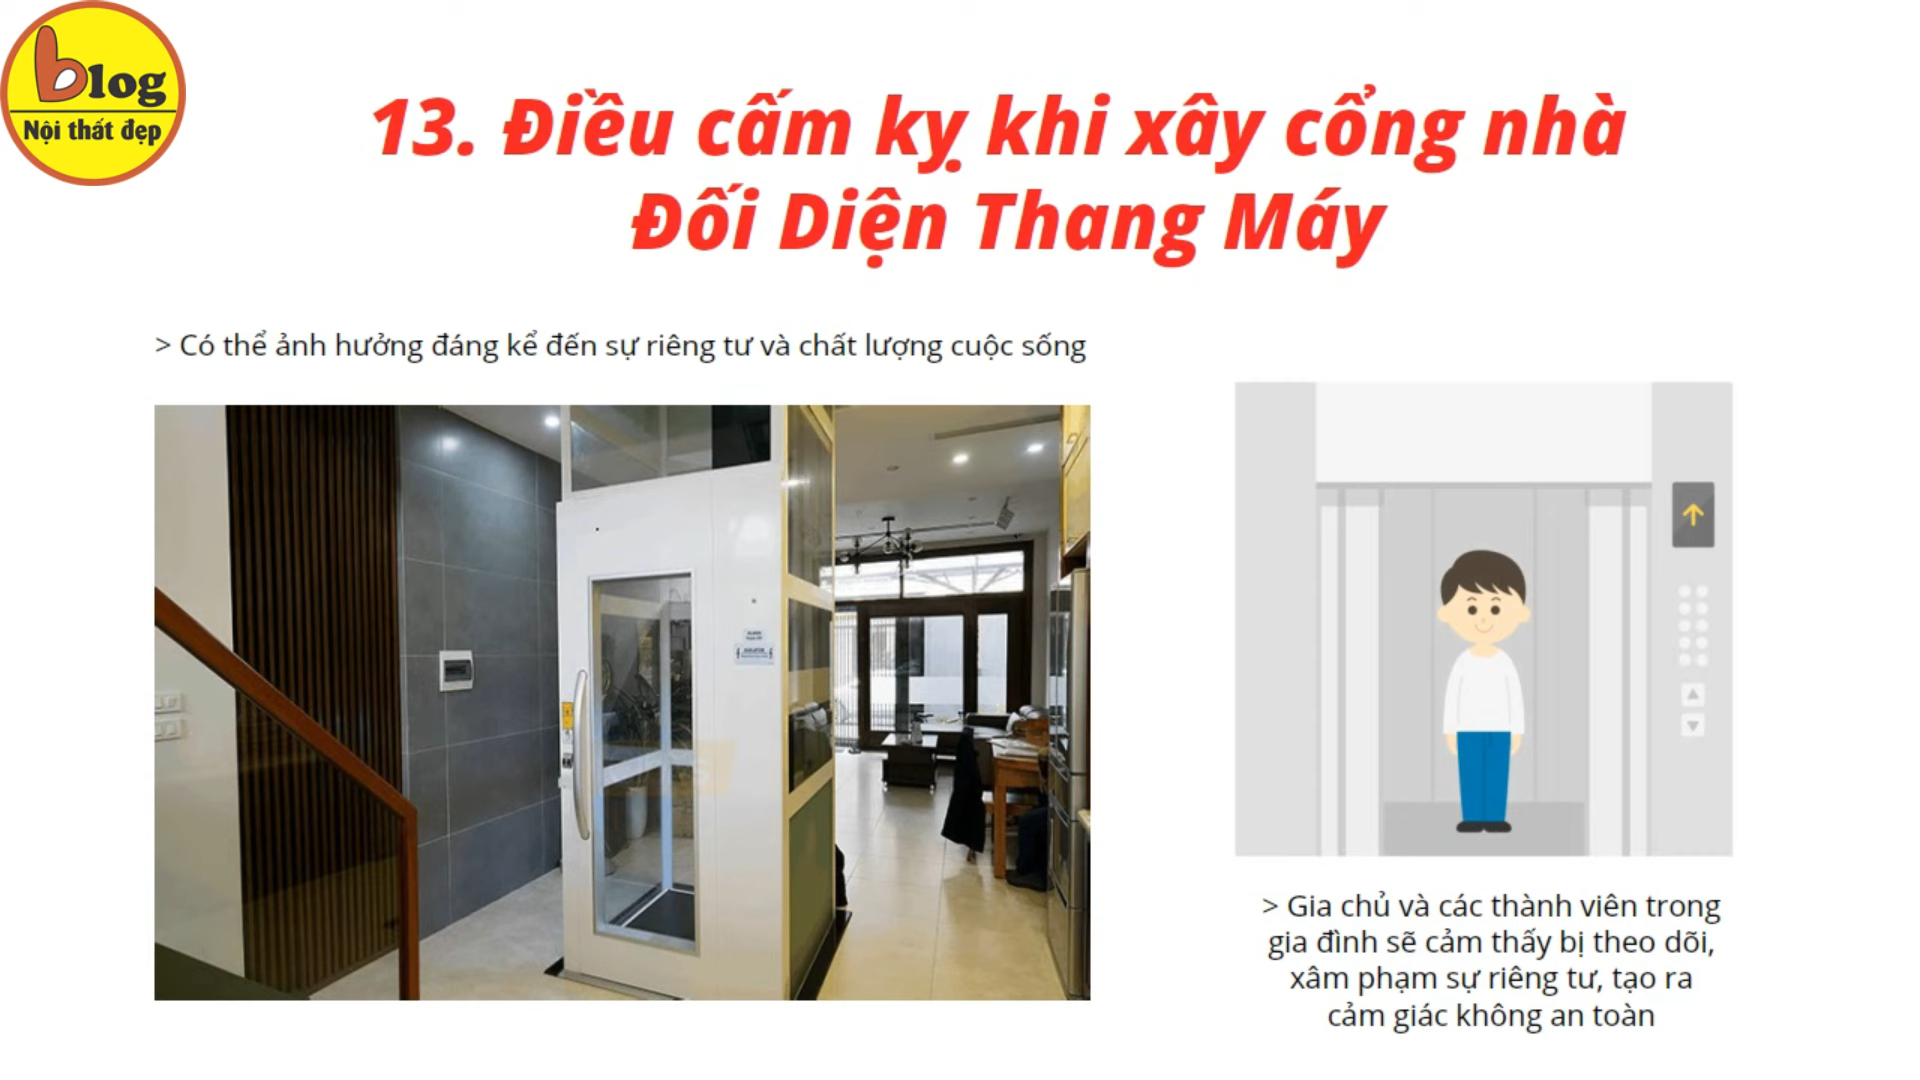 blog
Nội thất đẹp
13. Điều cấm kỵ khi xây cổng nhà
Đối Diện Thang Máy
> Có thể ảnh hưởng đáng kể đến sự riêng tư và chất lượng cuộc sống
> Gia chủ và các thành viên trong
gia đình sẽ cảm thấy bị theo dõi,
xâm phạm sự riêng tư, tạo ra
cảm giác không an toàn